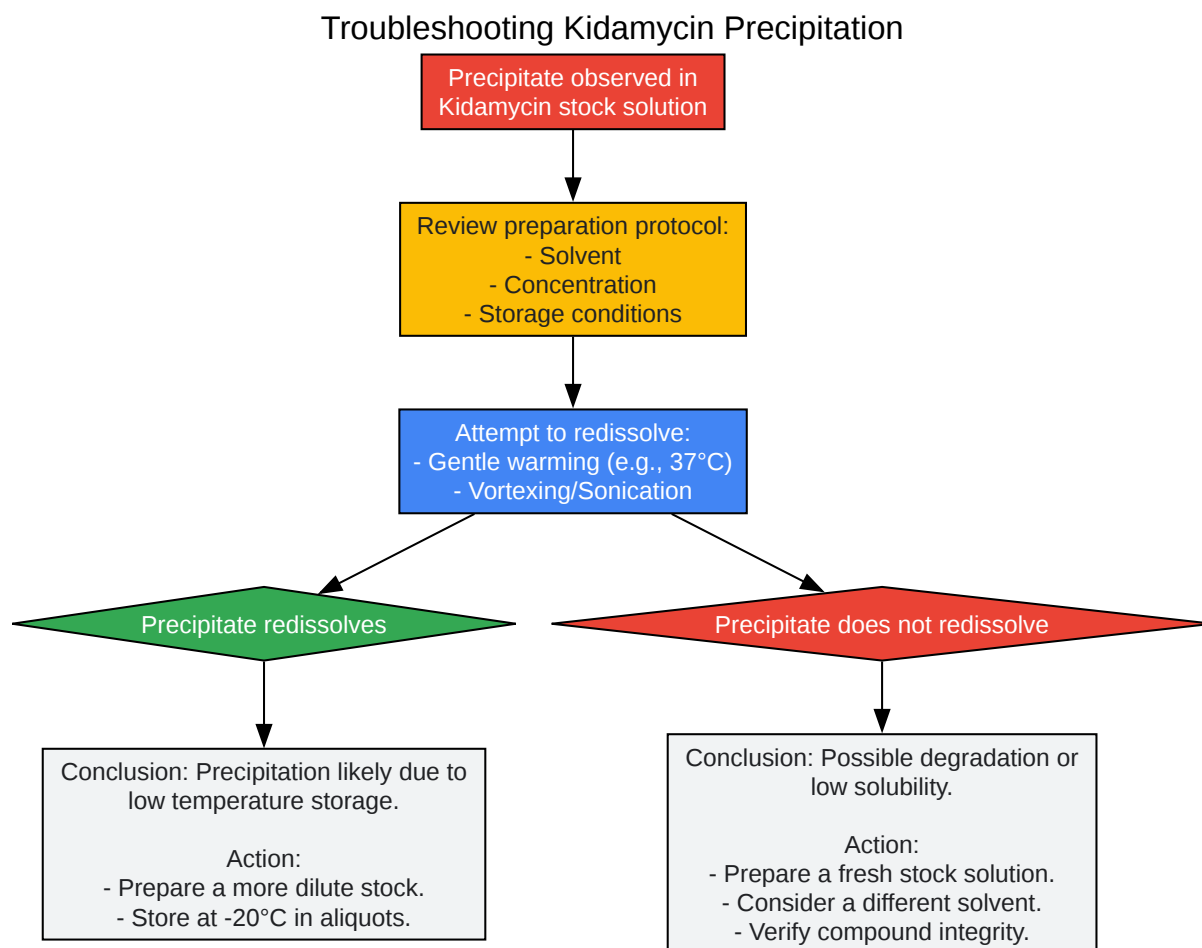 Troubleshooting Kidamycin Precipitation
Precipitate observed in
Kidamycin stock solution
Review preparation protocol:
- Solvent
- Concentration
- Storage conditions
Attempt to redissolve:
- Gentle warming (e.g., 37°C)
- Vortexing/Sonication
Precipitate redissolves
Precipitate does not redissolve
Conclusion: Precipitation likely due to
low temperature storage.
Action:
- Prepare a more dilute stock.
- Store at -20°C in aliquots.
Conclusion: Possible degradation or
low solubility.
Action:
- Prepare a fresh stock solution.
- Consider a different solvent.
- Verify compound integrity.